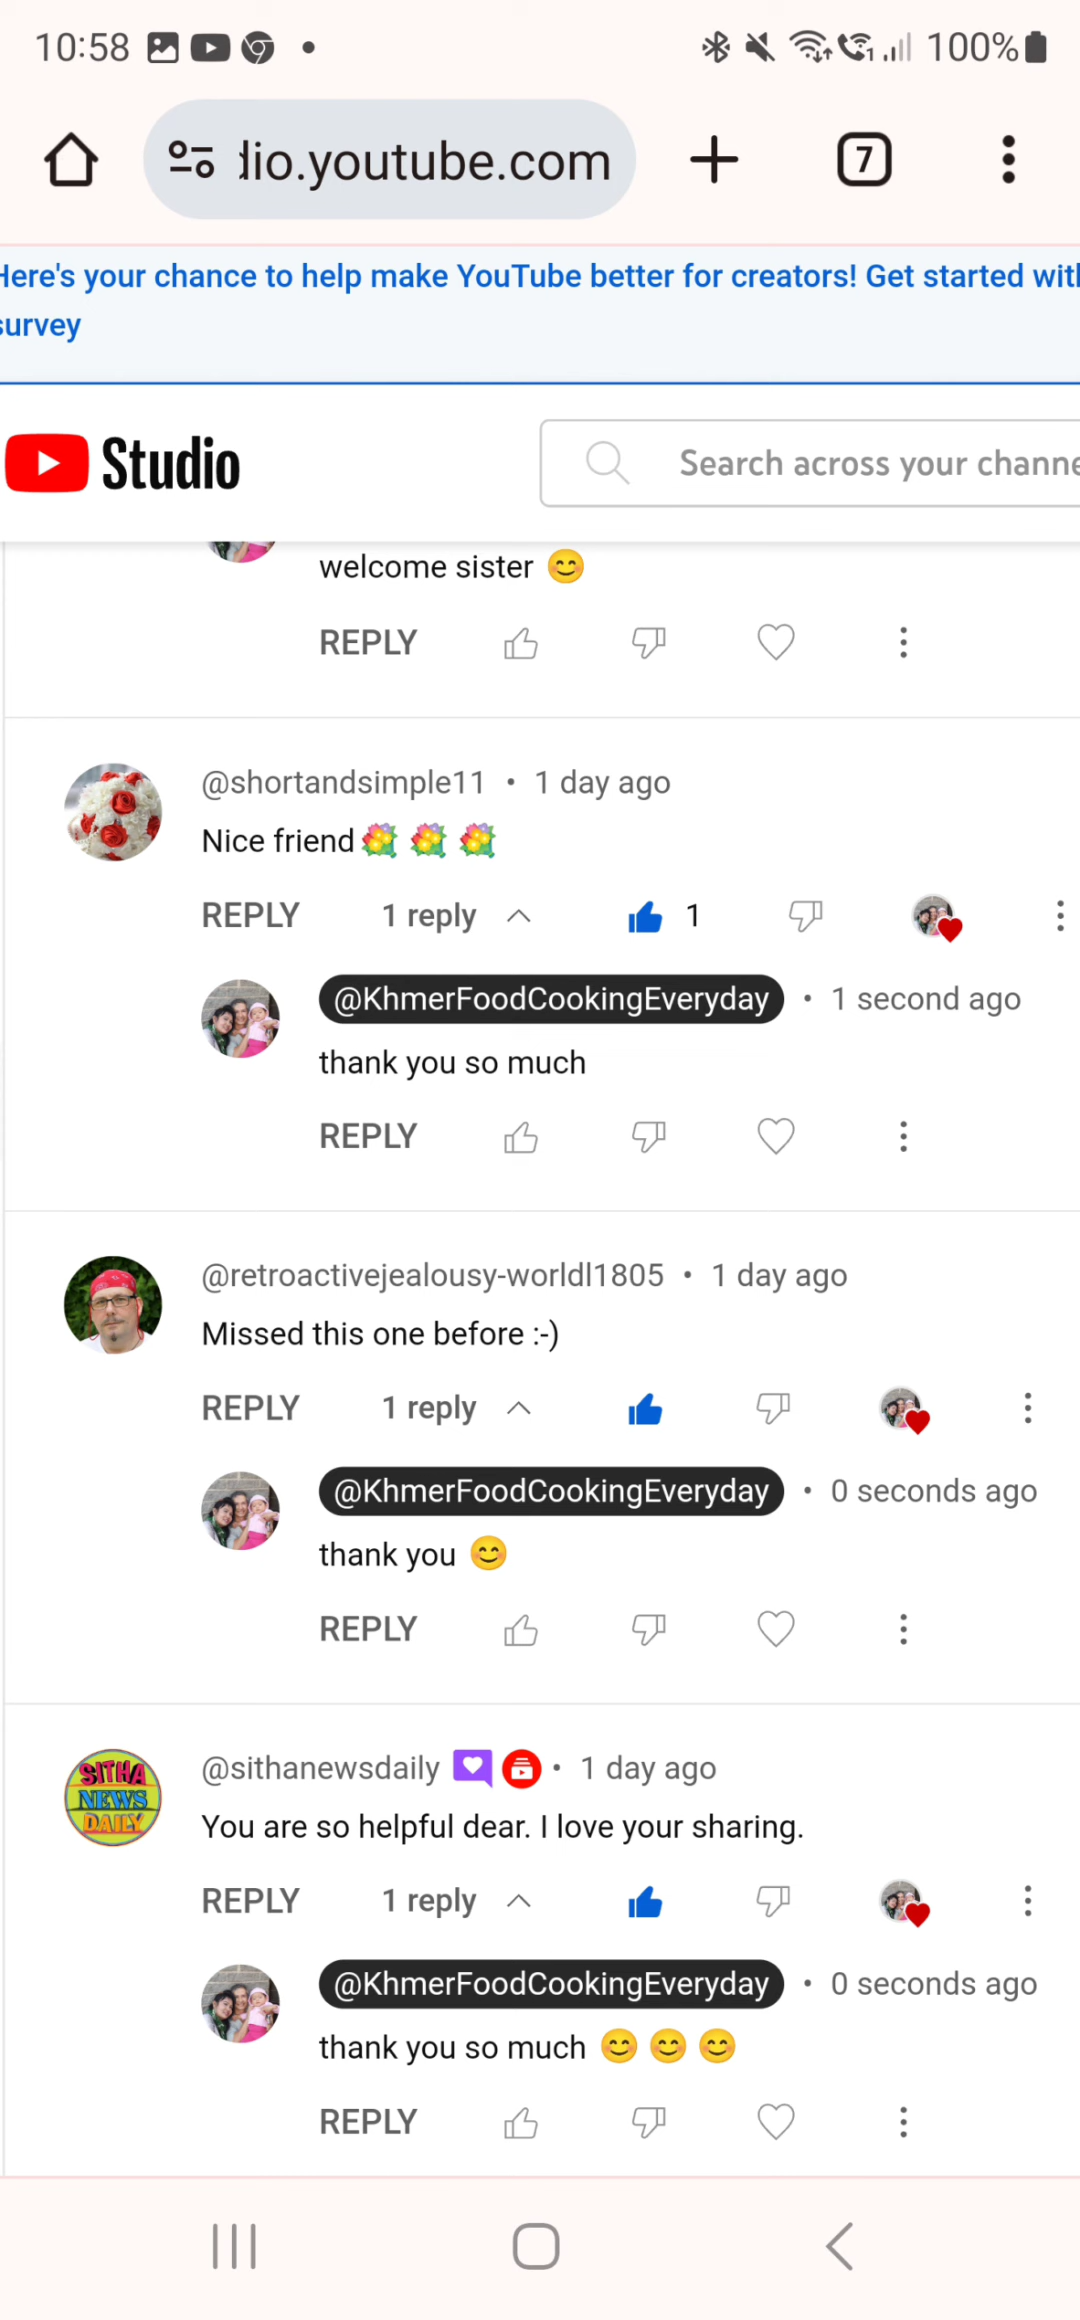 10:58 100%
dio.youtube.com 7
Here's your chance to help make YouTube better for creators! Get started with
survey
Studio Search across your channe
welcome sister 😊
REPLY
@shortandsimple11 • 1 day ago
Nice friend💐 💐 💐
REPLY 1 reply 1
@KhmerFoodCookingEveryday • 1 second ago
thank you so much
REPLY
@retroactivejealousy-worldl1805 • 1 day ago
Missed this one before :-)
REPLY 1 reply
@KhmerFoodCookingEveryday • 0 seconds ago
thank you 😊
REPLY
SITHA
NEWS
DAILY
@sithanewsdaily • 1 day ago
You are so helpful dear. I love your sharing.
REPLY 1 reply
@KhmerFoodCookingEveryday • 0 seconds ago
thank you so much 😊 😊 😊
REPLY